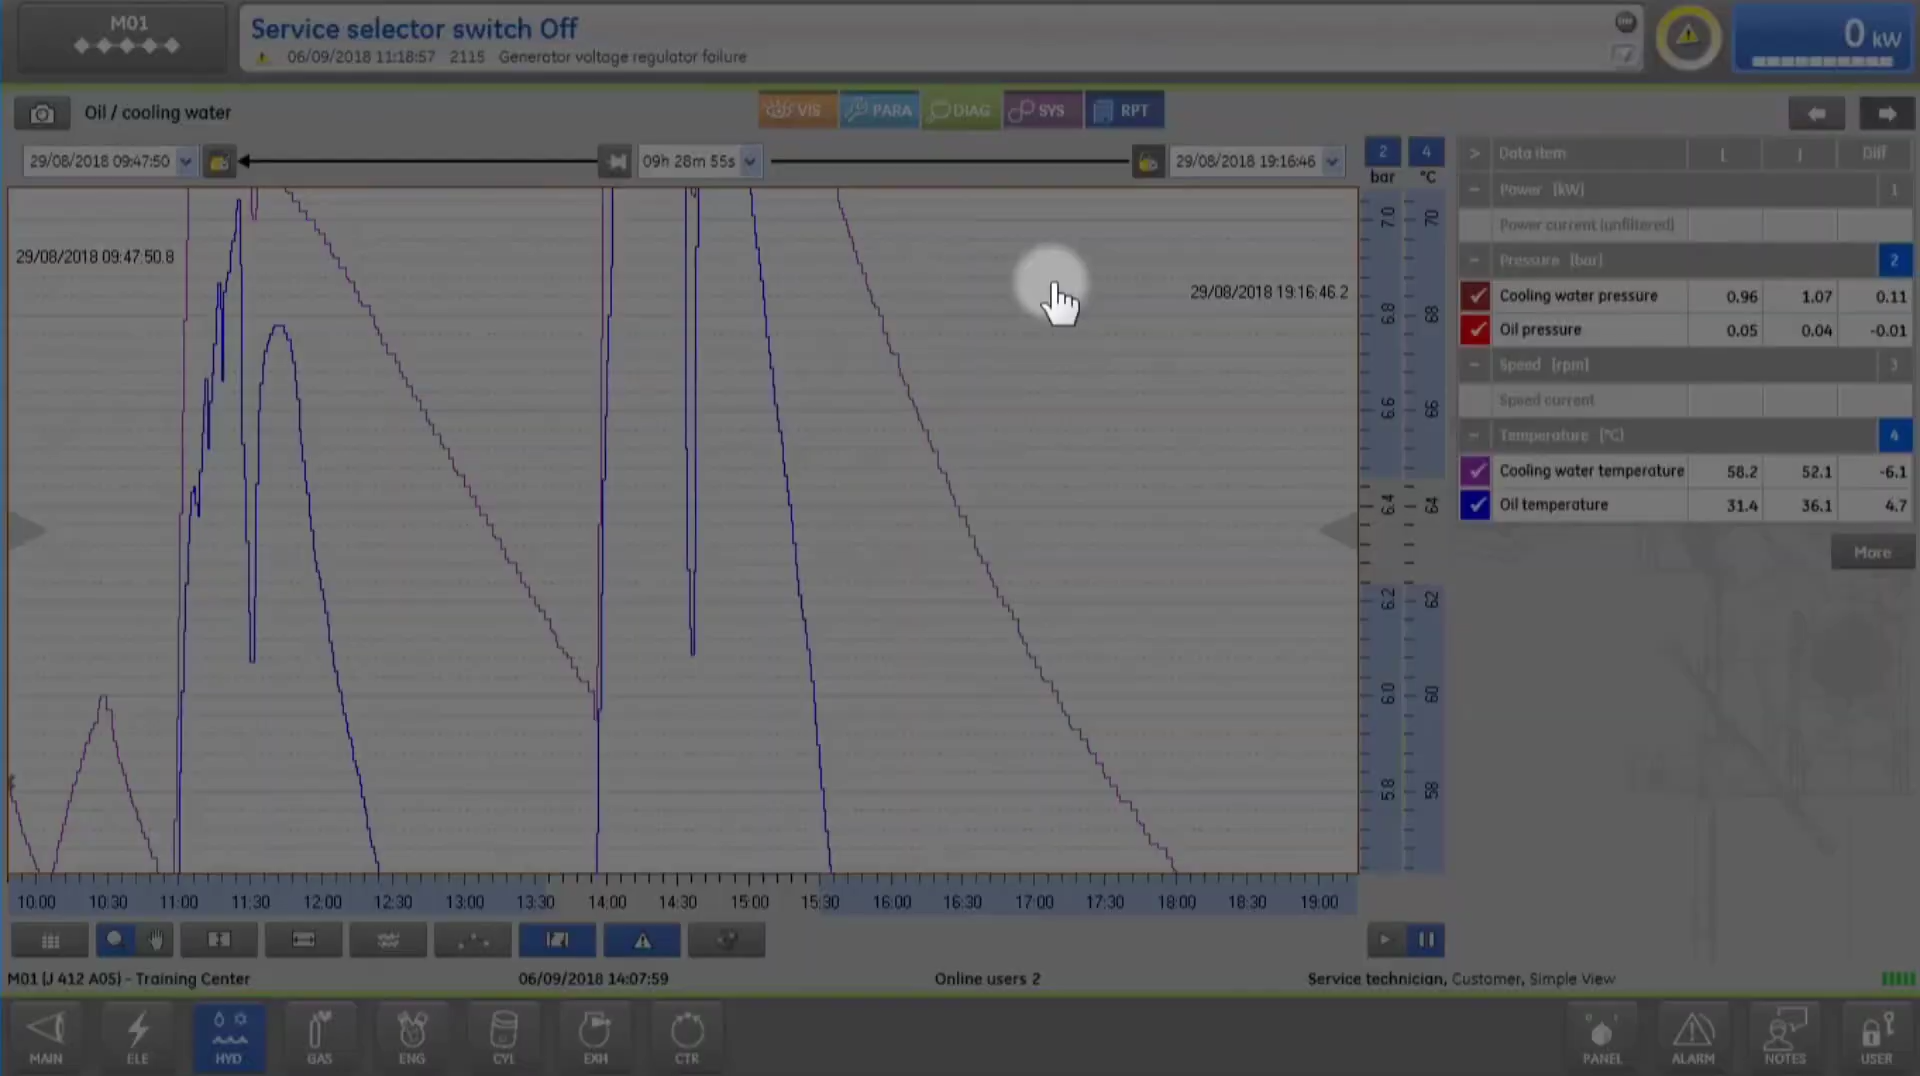 M01
Service selector switch Off
06/09/2018 11:18:57 2115 Generator voltage regulator failure
0 kW
Oil / cooling water
VIS
PARA
DIAG
SYS
RPT
29/08/2018 09:47:50
09h 28m 55s
29/08/2018 19:16:46
2
4
bar
°C
> Data item [ ] Diff
Power [kW] 1
Power current (unfiltered)
Pressure [bar] 2
Cooling water pressure 0.96 1.07 0.11
Oil pressure 0.05 0.04 -0.01
Speed [rpm] 3
Speed current
Temperature [°C] 4
Cooling water temperature 58.2 52.1 -6.1
Oil temperature 31.4 36.1 4.7
More
29/08/2018 09:47:50.8
29/08/2018 19:16:46.2
7.0 70
6.8 68
6.6 66
6.4 64
6.2 62
6.0 60
5.8 58
10:00 10:30 11:00 11:30 12:00 12:30 13:00 13:30 14:00 14:30 15:00 15:30 16:00 16:30 17:00 17:30 18:00 18:30 19:00
M01 (J 412 A05) - Training Center
06/09/2018 14:07:59
Online users 2
Service technician, Customer, Simple View
MAIN
ELE
HYD
GAS
ENG
CYL
EXH
CTR
PANEL
ALARM
NOTES
USER